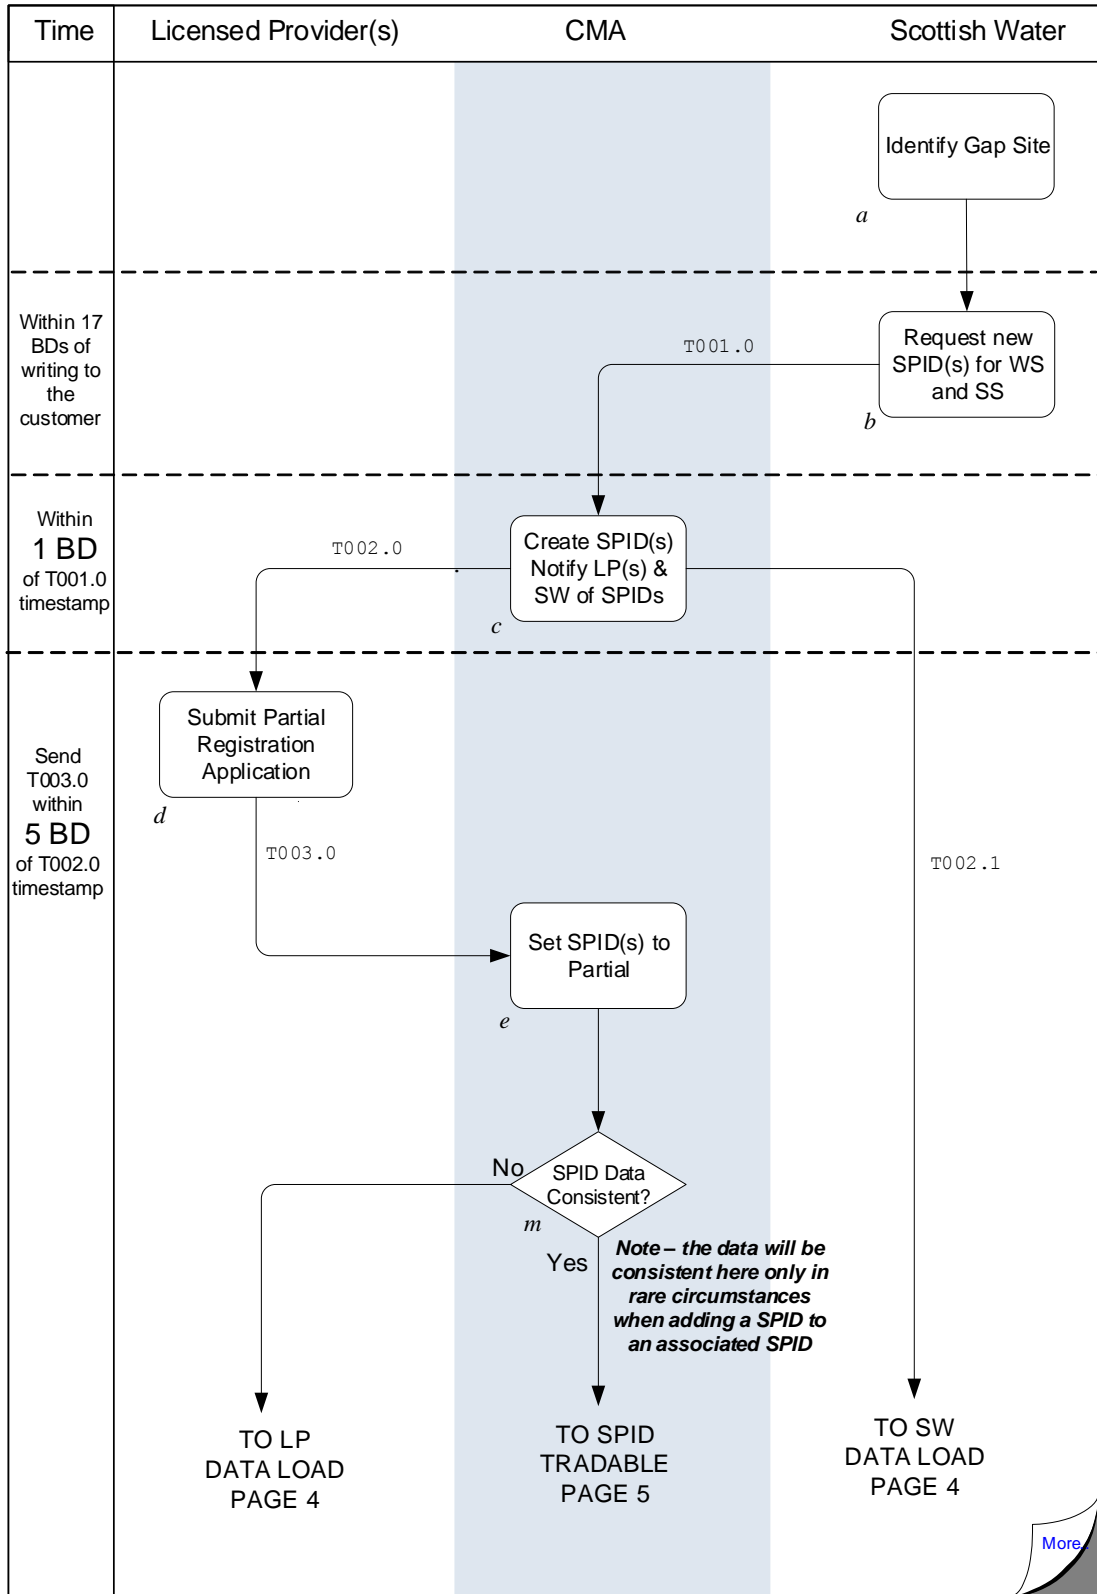 Time
Licensed Provider(s)
CMA
Scottish Water
Identify Gap Site
a
Within 17
BDs of
writing to
the
customer
T001.0
Request new
SPID(s) for WS
and SS
b
Within
1 BD
of T001.0
timestamp
T002.0
Create SPID(s)
Notify LP(s) &
SW of SPIDs
c
Send
T003.0
within
5 BD
of T002.0
timestamp
Submit Partial
Registration
Application
d
T003.0
T002.1
Set SPID(s) to
Partial
e
No
SPID Data
Consistent?
m
Yes
Note – the data will be
consistent here only in
rare circumstances
when adding a SPID to
an associated SPID
TO LP
DATA LOAD
PAGE 4
TO SPID
TRADABLE
PAGE 5
TO SW
DATA LOAD
PAGE 4
More..